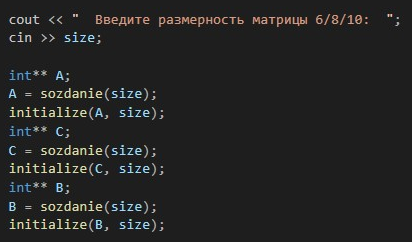 cout << "  Введите размерность матрицы 6/8/10:  ";
cin >> size;
int** A;
A = sozdanie(size);
initialize(A, size);
int** C;
C = sozdanie(size);
initialize(C, size);
int** B;
B = sozdanie(size);
initialize(B, size);